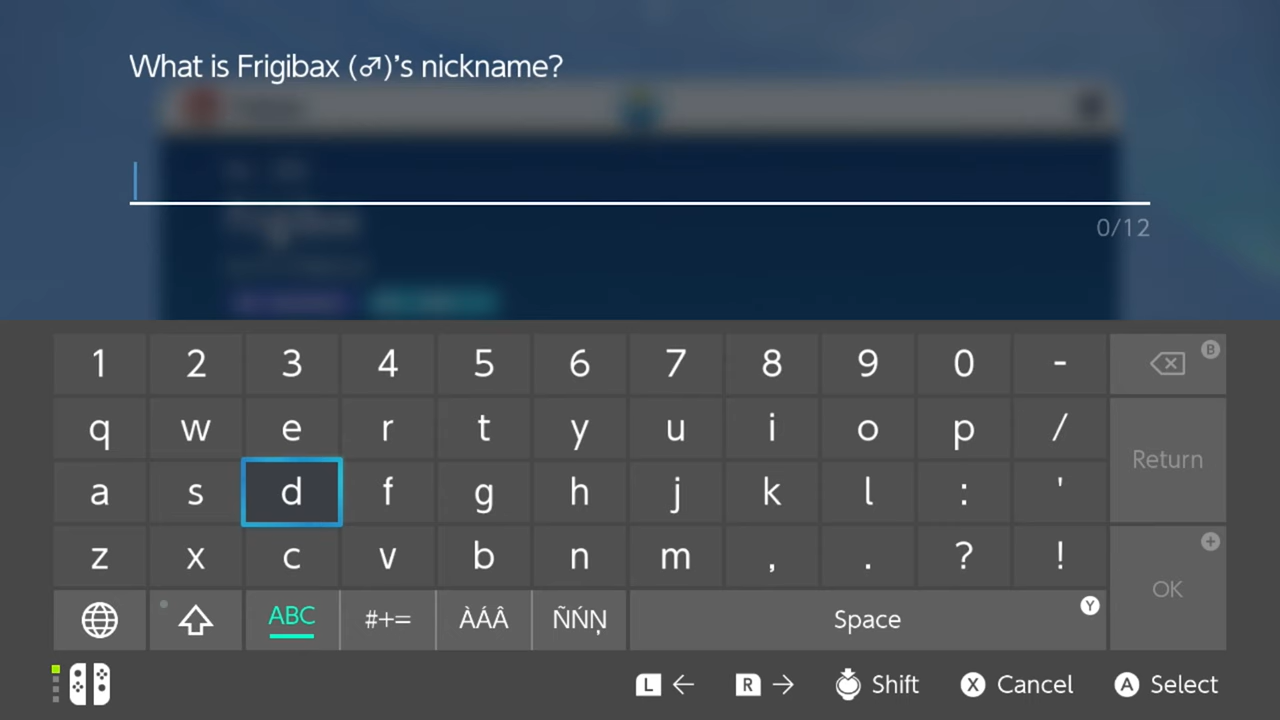 What is Frigibax (♂)'s nickname?
0/12
1 2 3 4 5 6 7 8 9 0 -
B
q w e r t y u i o p /
Return
a s d f g h j k l : '
z x c v b n m , . ? !
+
OK
ABC #+= ÀÁÂ ÑŃŅ Space Y
L ← R → Shift X Cancel A Select